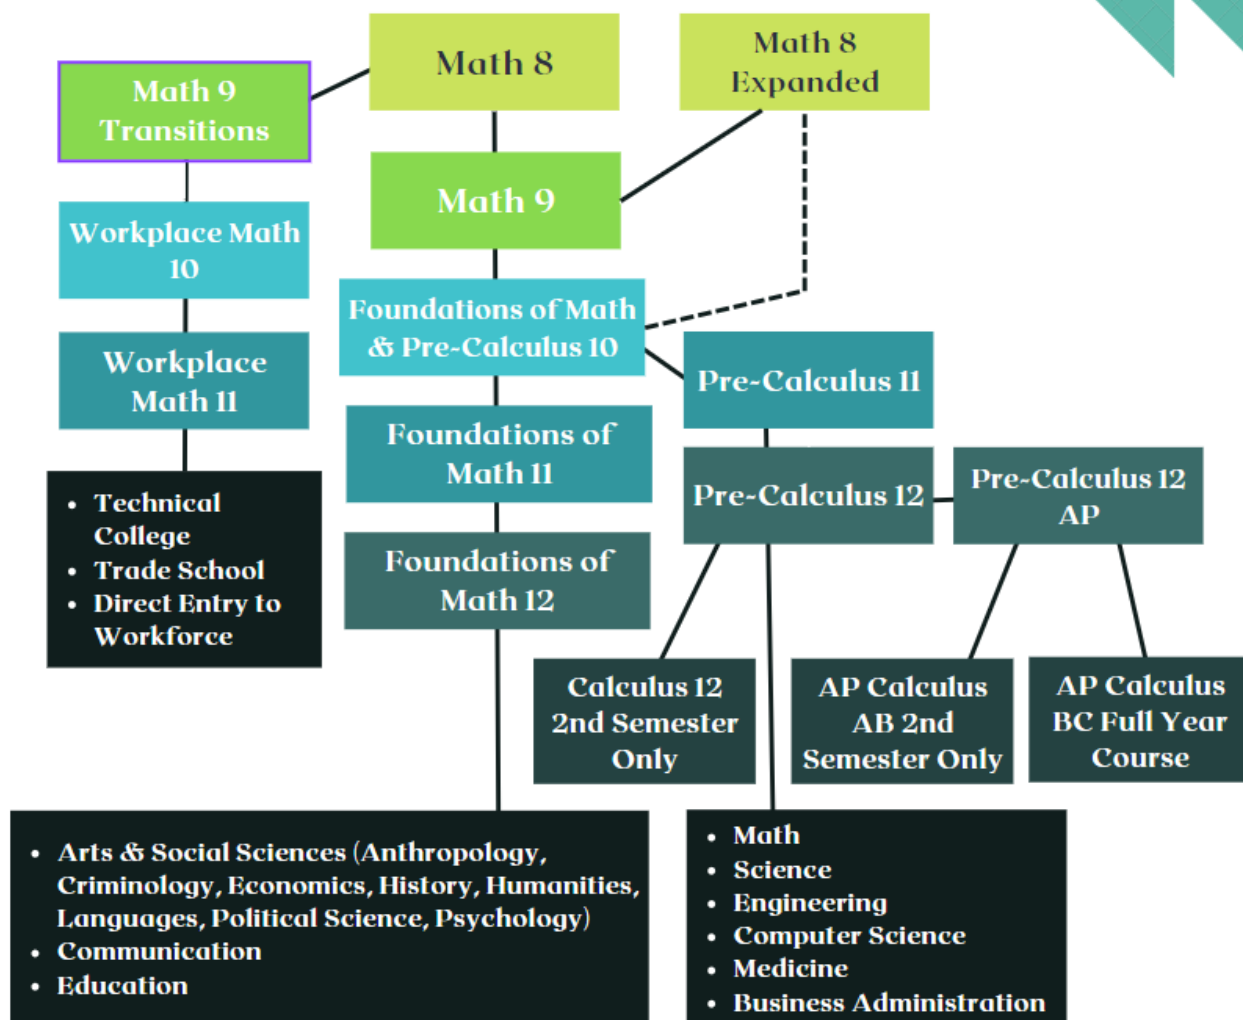 Math 8
Math 8
Expanded
Math 9
Transitions
Math 9
Workplace Math
10
Foundations of Math
& Pre-Calculus 10
Workplace
Math 11
Pre-Calculus 11
Foundations of
Math 11
Pre-Calculus 12
Pre-Calculus 12
AP
• Technical
College
• Trade School
• Direct Entry to
Workforce
Foundations of
Math 12
Calculus 12
2nd Semester
Only
AP Calculus
AB 2nd
Semester Only
AP Calculus
BC Full Year
Course
• Arts & Social Sciences (Anthropology,
Criminology, Economics, History, Humanities,
Languages, Political Science, Psychology)
• Communication
• Education
• Math
• Science
• Engineering
• Computer Science
• Medicine
• Business Administration